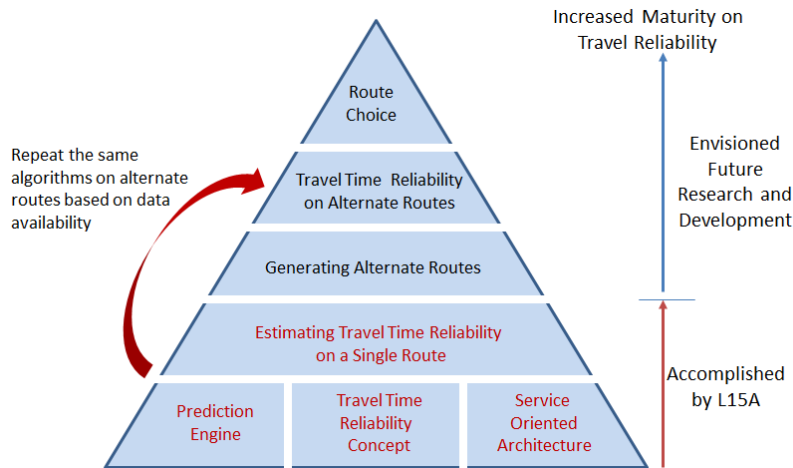 Increased Maturity on
Travel Reliability
Route
Choice
Repeat the same
algorithms on alternate
routes based on data
availability
Travel Time Reliability
on Alternate Routes
Envisioned
Future
Research and
Development
Generating Alternate Routes
Estimating Travel Time Reliability
on a Single Route
Accomplished
by L15A
Prediction
Engine
Travel Time
Reliability
Concept
Service
Oriented
Architecture